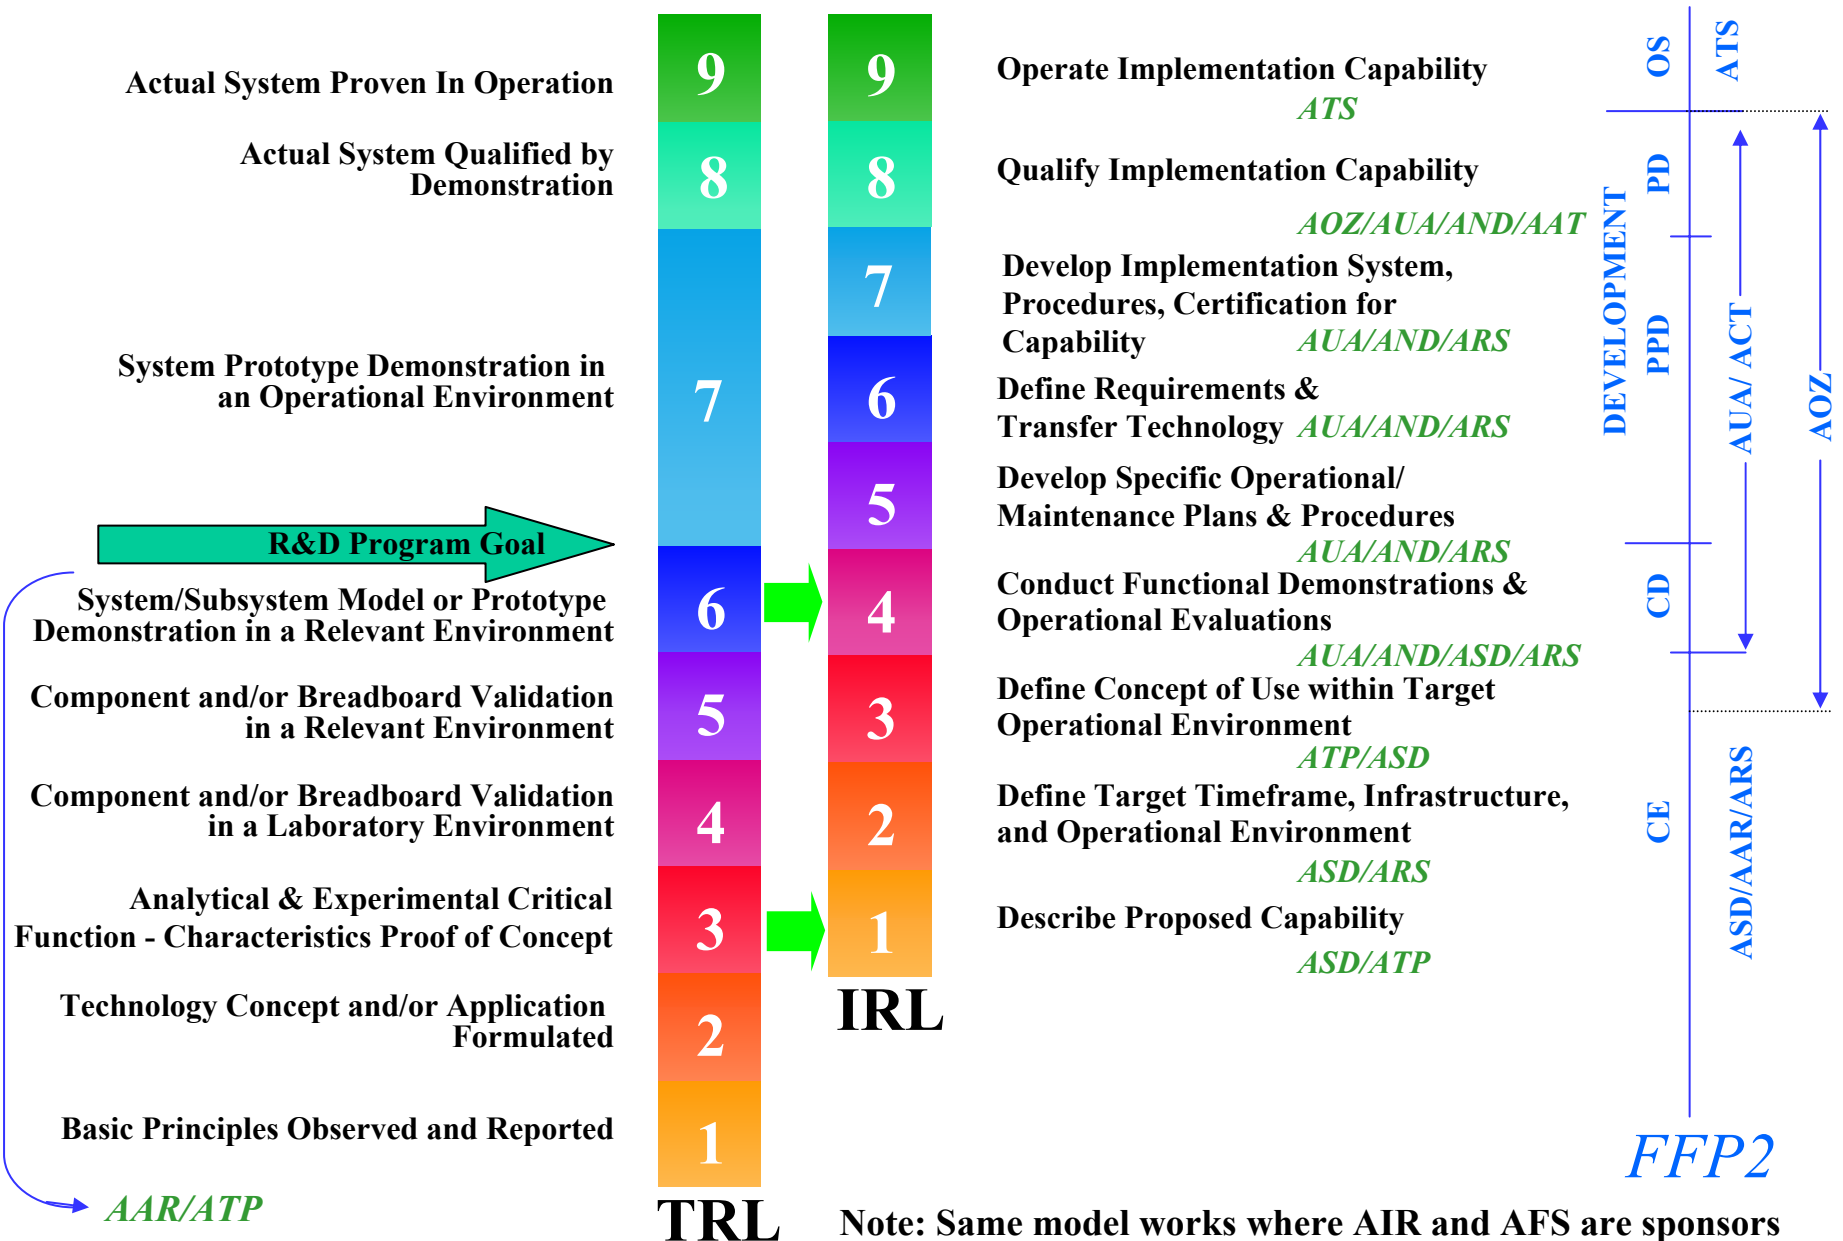 Actual System Proven In Operation
Actual System Qualified by
Demonstration
System Prototype Demonstration in
an Operational Environment
R&D Program Goal
System/Subsystem Model or Prototype
Demonstration in a Relevant Environment
Component and/or Breadboard Validation
in a Relevant Environment
Component and/or Breadboard Validation
in a Laboratory Environment
Analytical & Experimental Critical
Function - Characteristics Proof of Concept
Technology Concept and/or Application
Formulated
Basic Principles Observed and Reported
AAR/ATP
9
8
7
6
5
4
3
2
1
TRL
9
8
7
6
5
4
3
2
1
IRL
Operate Implementation Capability
ATS
Qualify Implementation Capability
AOZ/AUA/AND/AAT
Develop Implementation System,
Procedures, Certification for
Capability AUA/AND/ARS
Define Requirements &
Transfer Technology AUA/AND/ARS
Develop Specific Operational/
Maintenance Plans & Procedures
AUA/AND/ARS
Conduct Functional Demonstrations &
Operational Evaluations
AUA/AND/ASD/ARS
Define Concept of Use within Target
Operational Environment
ATP/ASD
Define Target Timeframe, Infrastructure,
and Operational Environment
ASD/ARS
Describe Proposed Capability
ASD/ATP
OS
ATS
DEVELOPMENT
PD
PPD
CD
CE
AUA/ ACT
AOZ
ASD/AAR/ARS
FFP2
Note: Same model works where AIR and AFS are sponsors